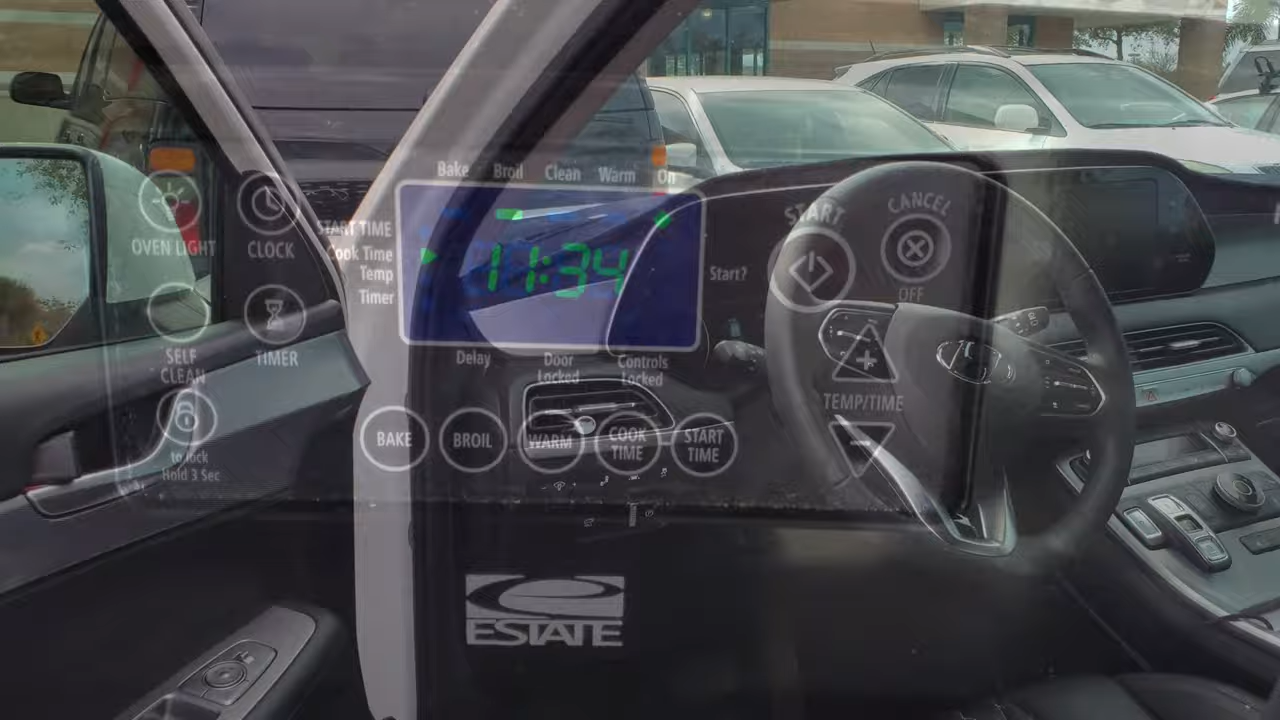 Bake Broil Clean Warm On
START TIME
Cook Time
Temp
Timer
11:34
Start?
Delay
Door
Locked
Controls
Locked
OVEN LIGHT
CLOCK
SELF
CLEAN
TIMER
to lock
Hold 3 Sec
BAKE
BROIL
WARM
COOK
TIME
START
TIME
START
CANCEL
OFF
TEMP/TIME
ESTATE